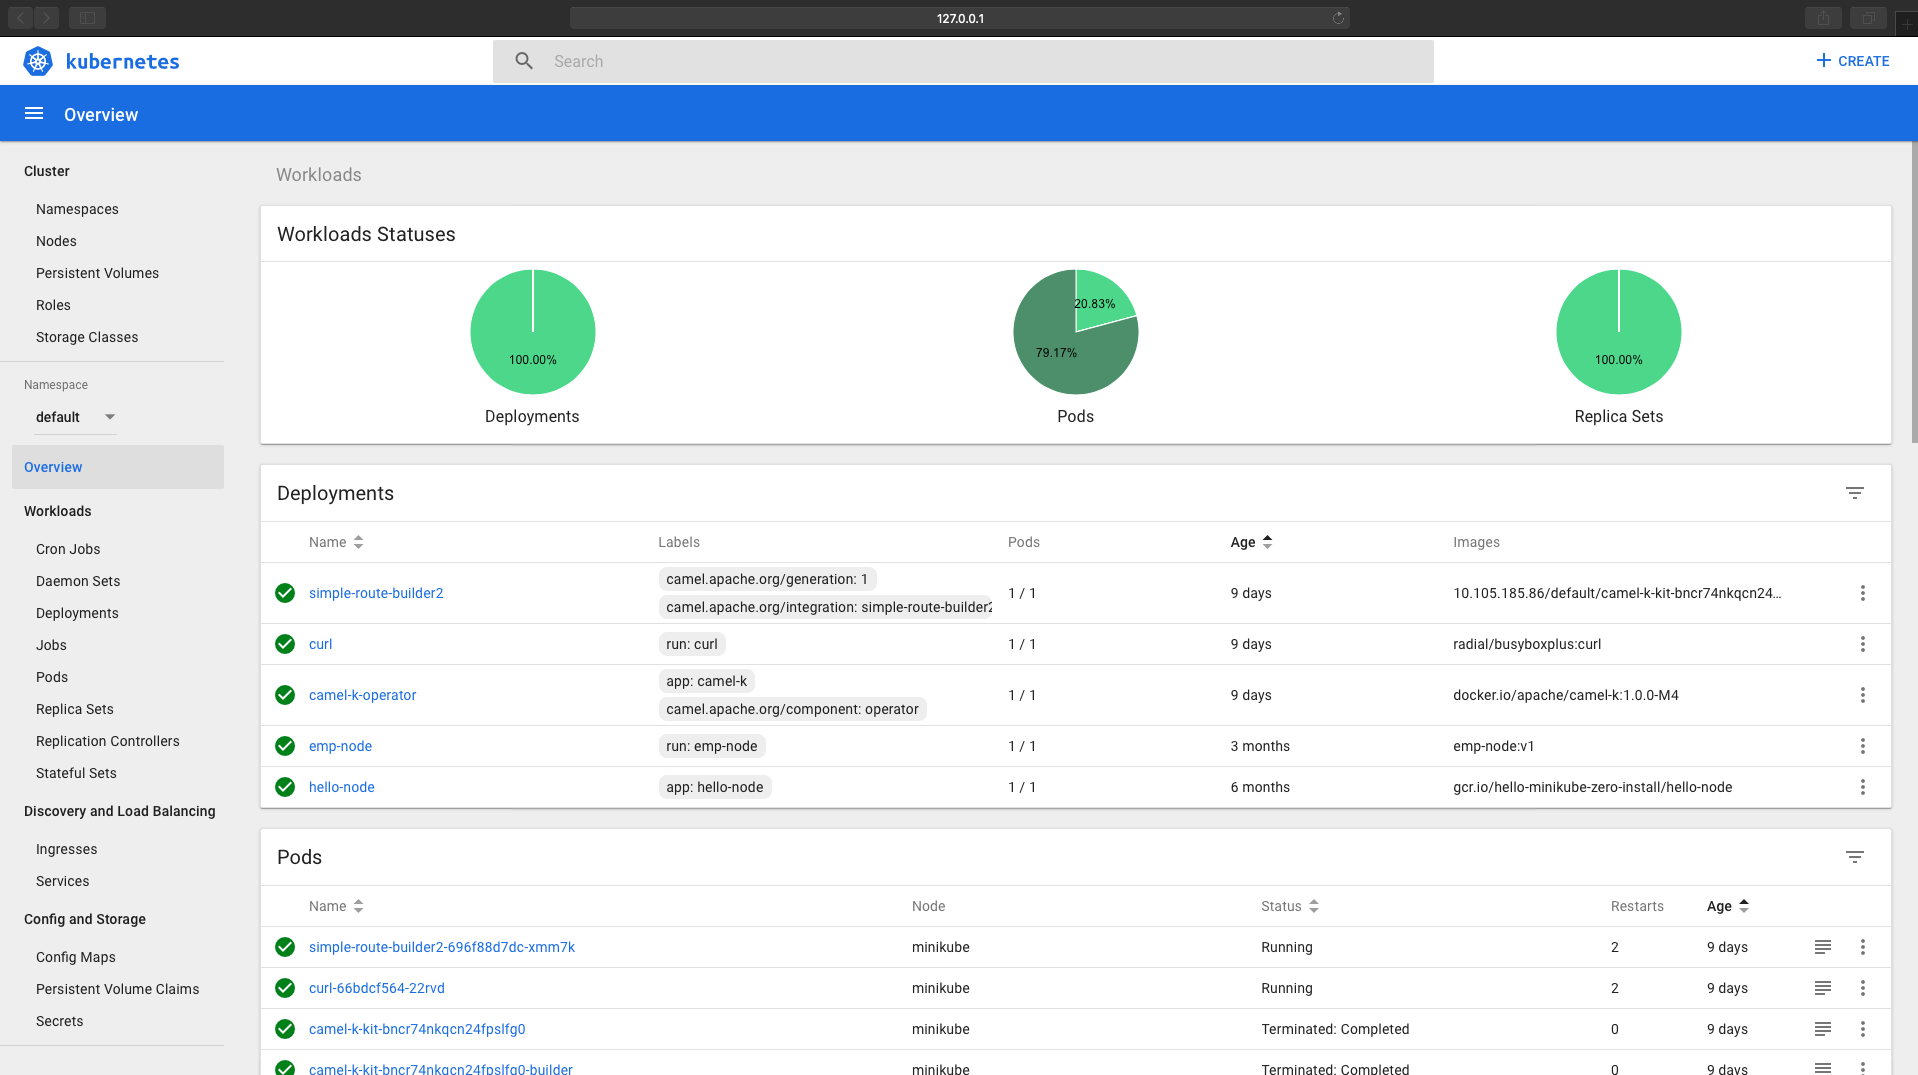 127.0.0.1
kubernetes
Search
CREATE
Overview
Cluster
Namespaces
Nodes
Persistent Volumes
Roles
Storage Classes
Namespace
default
Overview
Workloads
Cron Jobs
Daemon Sets
Deployments
Jobs
Pods
Replica Sets
Replication Controllers
Stateful Sets
Discovery and Load Balancing
Ingresses
Services
Config and Storage
Config Maps
Persistent Volume Claims
Secrets
Workloads
Workloads Statuses
100.00%
Deployments
20.83%
79.17%
Pods
100.00%
Replica Sets
Deployments
Name Labels Pods Age Images
simple-route-builder2 camel.apache.org/generation: 1 1 / 1 9 days 10.105.185.86/default/camel-k-kit-bncr74nkqcn24...
camel.apache.org/integration: simple-route-builder2
curl run: curl 1 / 1 9 days radial/busyboxplus:curl
camel-k-operator app: camel-k 1 / 1 9 days docker.io/apache/camel-k:1.0.0-M4
camel.apache.org/component: operator
emp-node run: emp-node 1 / 1 3 months emp-node:v1
hello-node app: hello-node 1 / 1 6 months gcr.io/hello-minikube-zero-install/hello-node
Pods
Name Node Status Restarts Age
simple-route-builder2-696f88d7dc-xmm7k minikube Running 2 9 days
curl-66bdcf564-22rvd minikube Running 2 9 days
camel-k-kit-bncr74nkqcn24fpslfg0 minikube Terminated: Completed 0 9 days
camel-k-kit-bncr74nkqcn24fpslfg0-builder minikube Terminated: Completed 0 9 days